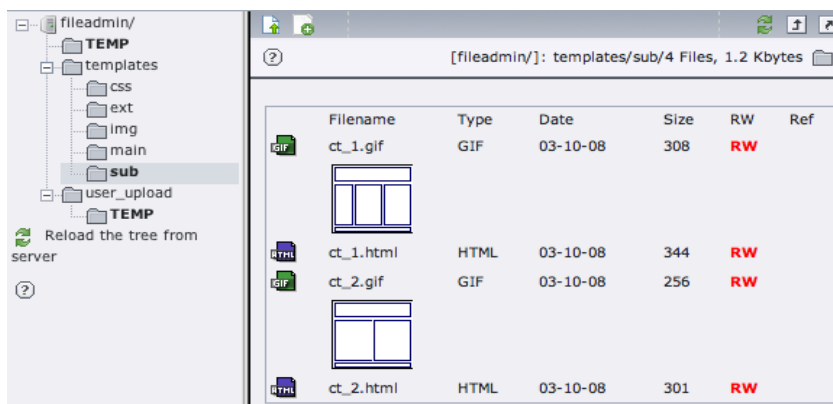 fileadmin/
TEMP
templates
css
ext
img
main
sub
user_upload
TEMP
Reload the tree from
server
?
?
[fileadmin/]: templates/sub/4 Files, 1.2 Kbytes
Filename Type Date Size RW Ref
GIF ct_1.gif GIF 03-10-08 308 RW
HTML ct_1.html HTML 03-10-08 344 RW
GIF ct_2.gif GIF 03-10-08 256 RW
HTML ct_2.html HTML 03-10-08 301 RW